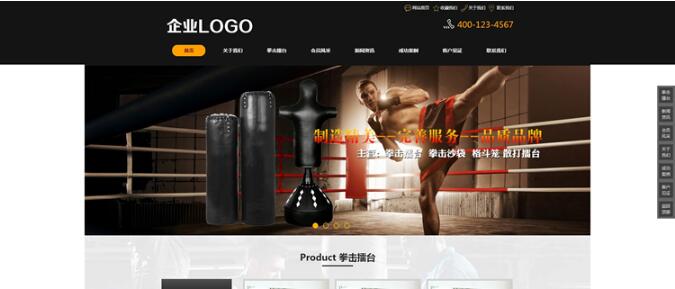 网站首页 收藏我们 关于我们 联系我们
企业LOGO
400-123-4567
首页 关于我们 拳击擂台 会员风采 新闻资讯 成功案例 客户见证 联系我们
制造精美--完善服务--品质品牌
主营：拳击擂台 拳击沙袋 格斗笼 散打擂台
拳击擂台
新闻资讯
会员风采
关于我们
成功案例
客户见证
返回顶部
Product 拳击擂台